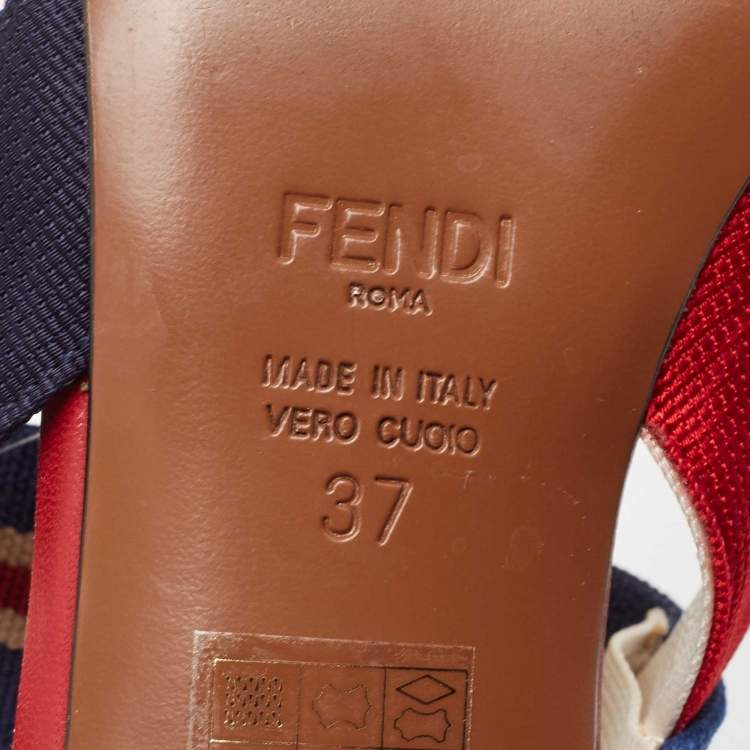 FENDI
ROMA
MADE IN ITALY
VERO CUOIO
37